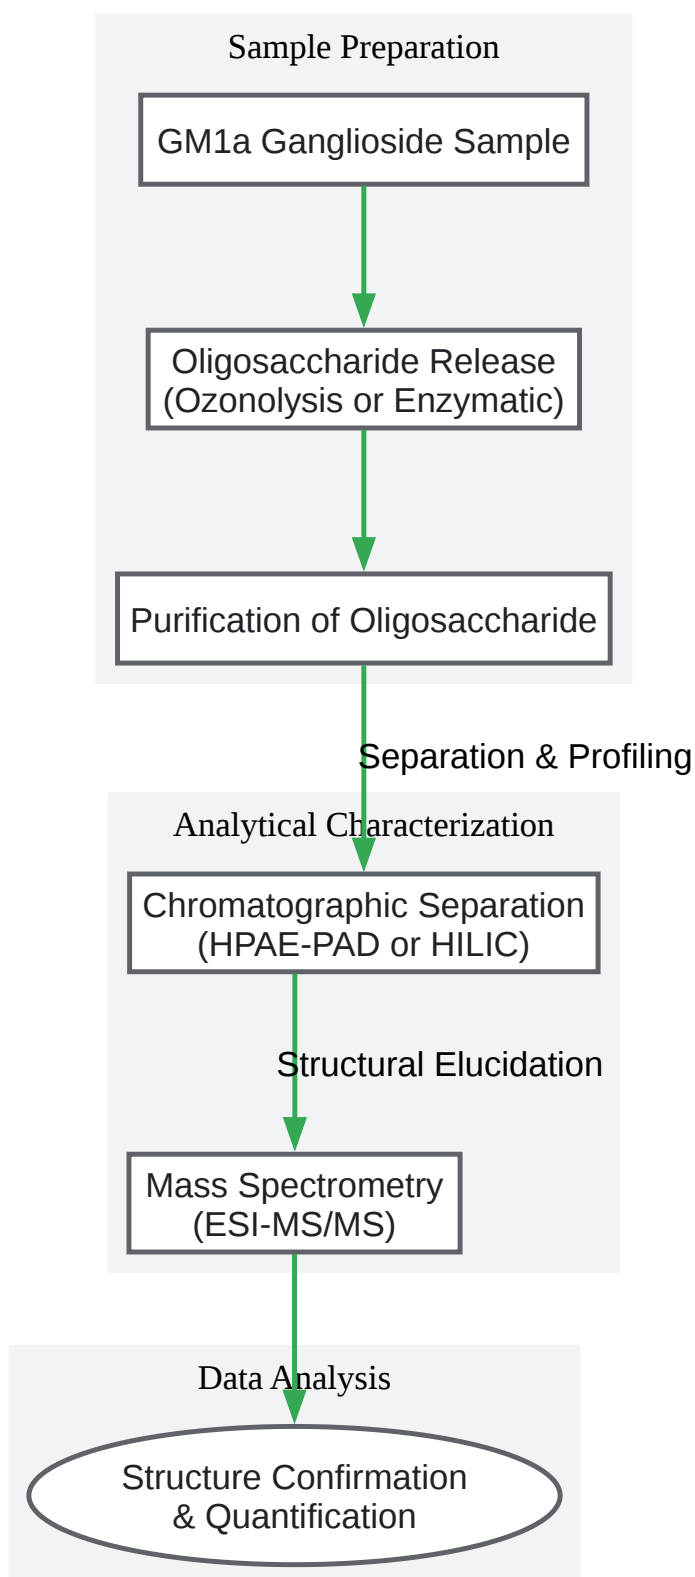 Sample Preparation
GM1a Ganglioside Sample
Oligosaccharide Release
(Ozonolysis or Enzymatic)
Purification of Oligosaccharide
Separation & Profiling
Analytical Characterization
Chromatographic Separation
(HPAE-PAD or HILIC)
Structural Elucidation
Mass Spectrometry
(ESI-MS/MS)
Data Analysis
Structure Confirmation
& Quantification